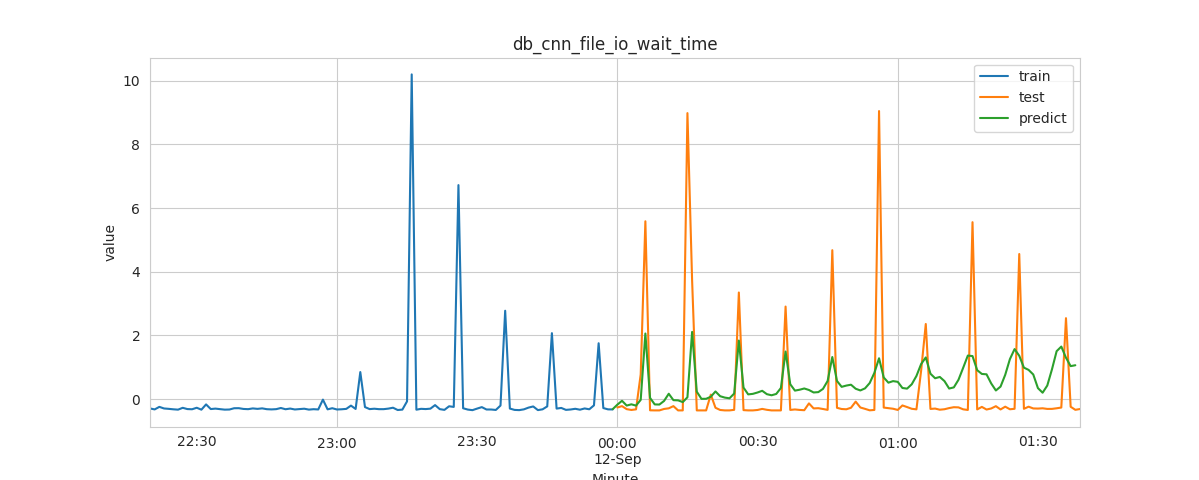 db_cnn_file_io_wait_time
train
test
predict
value
10
8
6
4
2
0
22:30
23:00
23:30
00:00
00:30
01:00
01:30
12-Sep
Minute